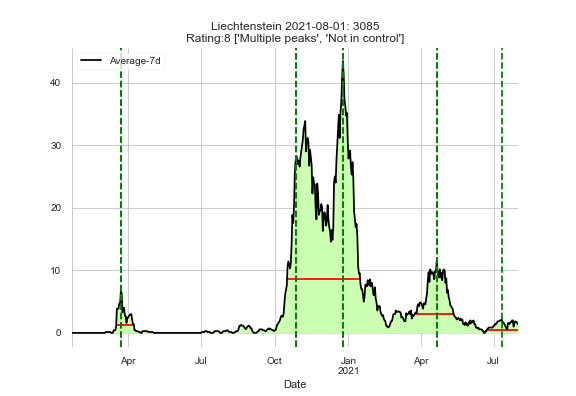 Liechtenstein 2021-08-01: 3085
Rating:8 ['Multiple peaks', 'Not in control']
Average-7d
40
30
20
10
0
Apr
Jul
Oct
Jan
2021
Apr
Jul
Date